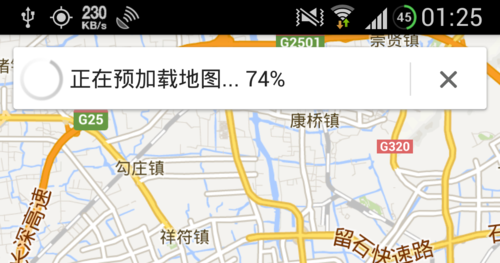 230
KB/s
45
01:25
G2501
崇贤镇
正在预加载地图... 74%
G25
康桥镇
G320
勾庄镇
长深高速
祥符镇
留石快速路